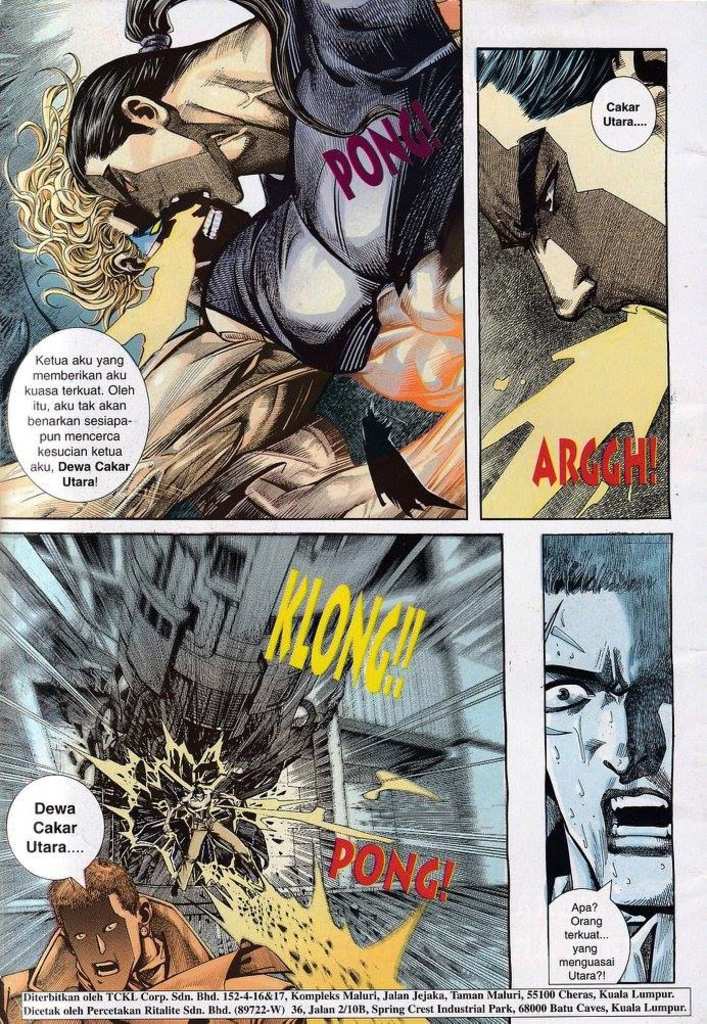 PONG!
Cakar
Utara....
Ketua aku yang
memberikan aku
kuasa terkuat. Oleh
itu, aku tak akan
benarkan sesiapa-
pun mencerca
kesucian ketua
aku, Dewa Cakar
Utara!
ARGGH!
KLONG!!
PONG!
Dewa
Cakar
Utara....
Apa?
Orang
terkuat...
yang
menguasai
Utara?!
Diterbitkan oleh TCKL Corp. Sdn. Bhd. 152-4-16&17, Kompleks Maluri, Jalan Jejaka, Taman Maluri, 55100 Cheras, Kuala Lumpur.
Dicetak oleh Percetakan Ritalite Sdn. Bhd. (89722-W) 36, Jalan 2/10B, Spring Crest Industrial Park, 68000 Batu Caves, Kuala Lumpur.